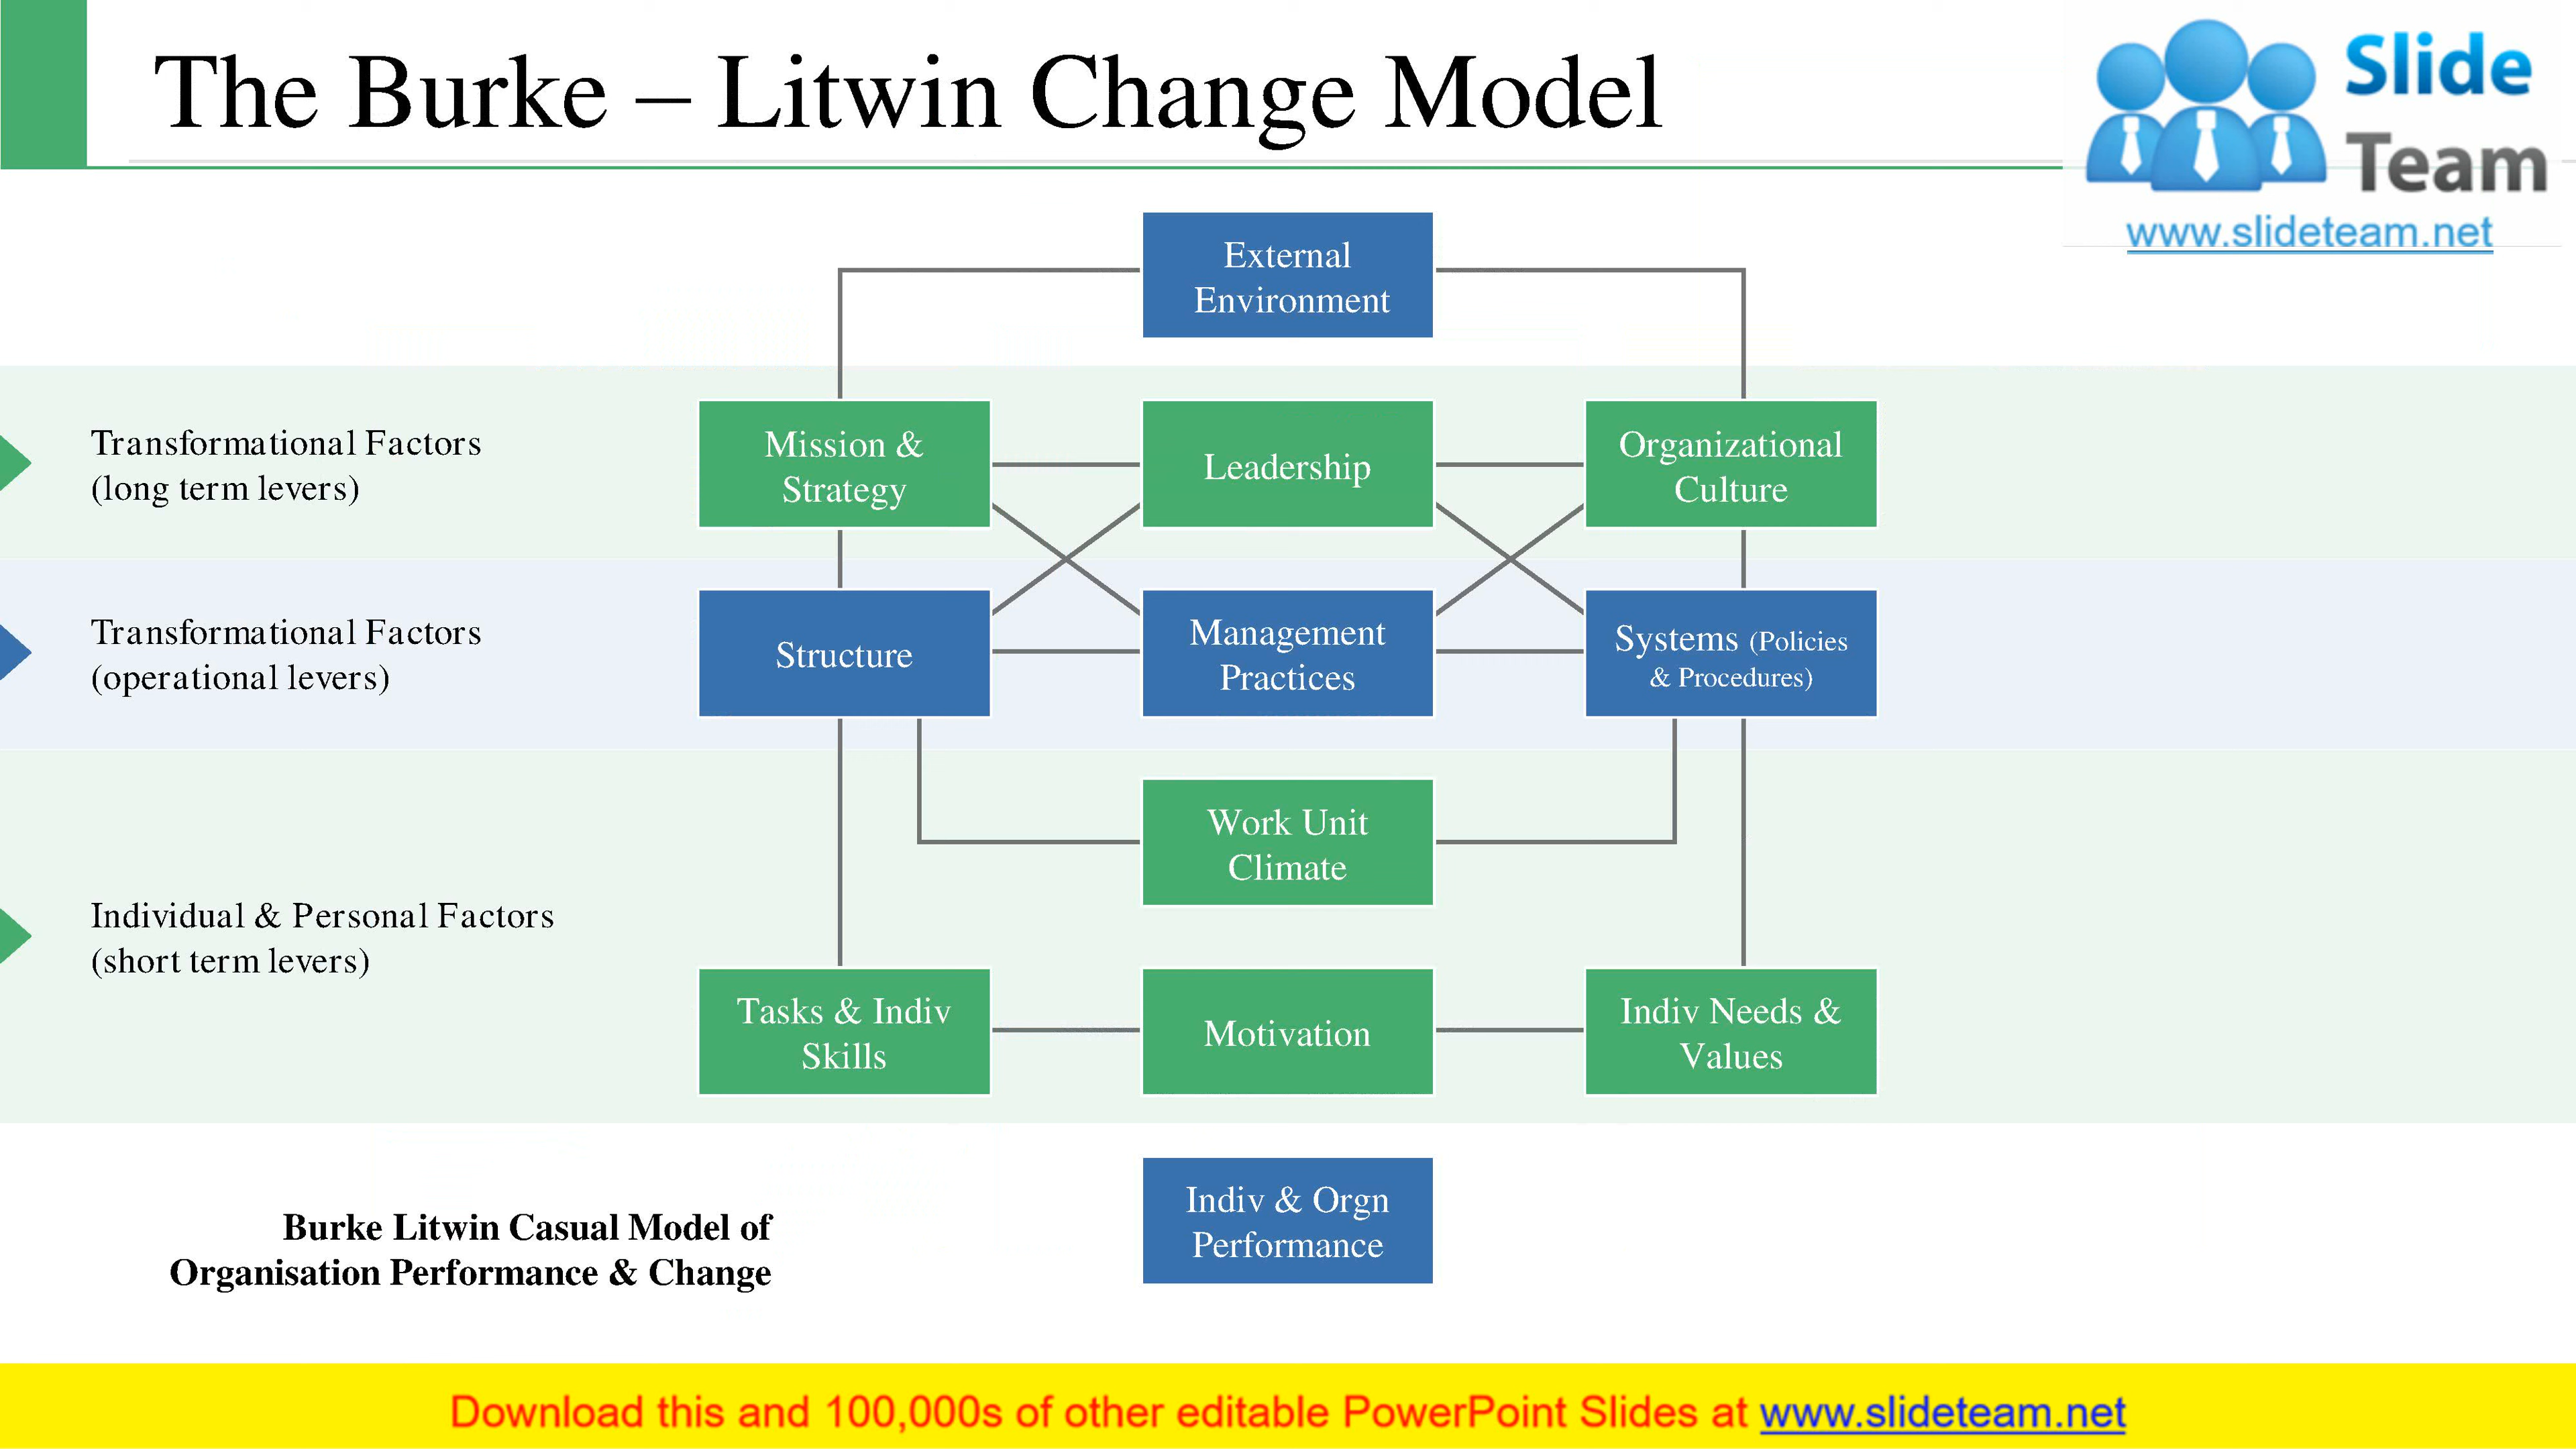 The Burke – Litwin Change Model
Slide
Team
www.slideteam.net
External
Environment
Transformational Factors
(long term levers)
Mission &
Strategy
Leadership
Organizational
Culture
Transformational Factors
(operational levers)
Structure
Management
Practices
Systems (Policies
& Procedures)
Work Unit
Climate
Individual & Personal Factors
(short term levers)
Tasks & Indiv
Skills
Motivation
Indiv Needs &
Values
Indiv & Orgn
Performance
Burke Litwin Casual Model of
Organisation Performance & Change
Download this and 100,000s of other editable PowerPoint Slides at www.slideteam.net